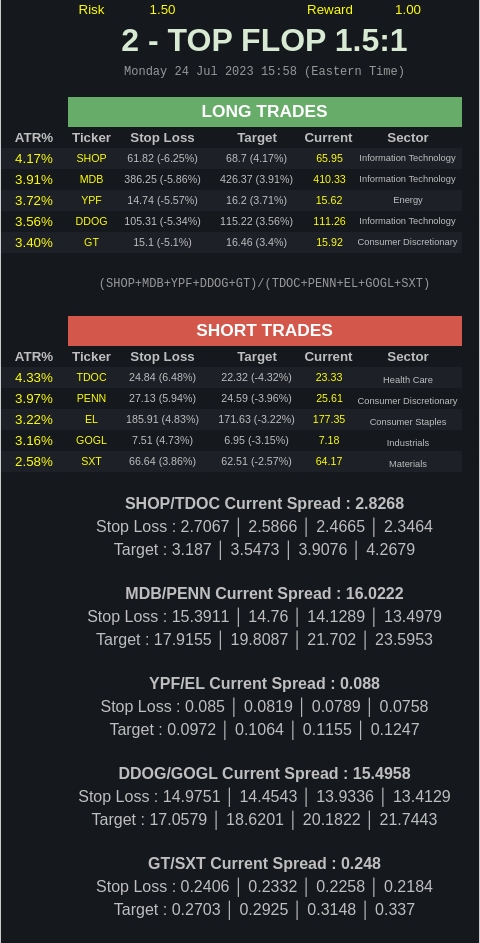 Risk 1.50 Reward 1.00
2 - TOP FLOP 1.5:1
Monday 24 Jul 2023 15:58 (Eastern Time)
LONG TRADES
ATR% Ticker Stop Loss Target Current Sector
4.17% SHOP 61.82 (-6.25%) 68.7 (4.17%) 65.95 Information Technology
3.91% MDB 386.25 (-5.86%) 426.37 (3.91%) 410.33 Information Technology
3.72% YPF 14.74 (-5.57%) 16.2 (3.71%) 15.62 Energy
3.56% DDOG 105.31 (-5.34%) 115.22 (3.56%) 111.26 Information Technology
3.40% GT 15.1 (-5.1%) 16.46 (3.4%) 15.92 Consumer Discretionary
(SHOP+MDB+YPF+DDOG+GT)/(TDOC+PENN+EL+GOGL+SXT)
SHORT TRADES
ATR% Ticker Stop Loss Target Current Sector
4.33% TDOC 24.84 (6.48%) 22.32 (-4.32%) 23.33 Health Care
3.97% PENN 27.13 (5.94%) 24.59 (-3.96%) 25.61 Consumer Discretionary
3.22% EL 185.91 (4.83%) 171.63 (-3.22%) 177.35 Consumer Staples
3.16% GOGL 7.51 (4.73%) 6.95 (-3.15%) 7.18 Industrials
2.58% SXT 66.64 (3.86%) 62.51 (-2.57%) 64.17 Materials
SHOP/TDOC Current Spread : 2.8268
Stop Loss : 2.7067 │ 2.5866 │ 2.4665 │ 2.3464
Target : 3.187 │ 3.5473 │ 3.9076 │ 4.2679
MDB/PENN Current Spread : 16.0222
Stop Loss : 15.3911 │ 14.76 │ 14.1289 │ 13.4979
Target : 17.9155 │ 19.8087 │ 21.702 │ 23.5953
YPF/EL Current Spread : 0.088
Stop Loss : 0.085 │ 0.0819 │ 0.0789 │ 0.0758
Target : 0.0972 │ 0.1064 │ 0.1155 │ 0.1247
DDOG/GOGL Current Spread : 15.4958
Stop Loss : 14.9751 │ 14.4543 │ 13.9336 │ 13.4129
Target : 17.0579 │ 18.6201 │ 20.1822 │ 21.7443
GT/SXT Current Spread : 0.248
Stop Loss : 0.2406 │ 0.2332 │ 0.2258 │ 0.2184
Target : 0.2703 │ 0.2925 │ 0.3148 │ 0.337